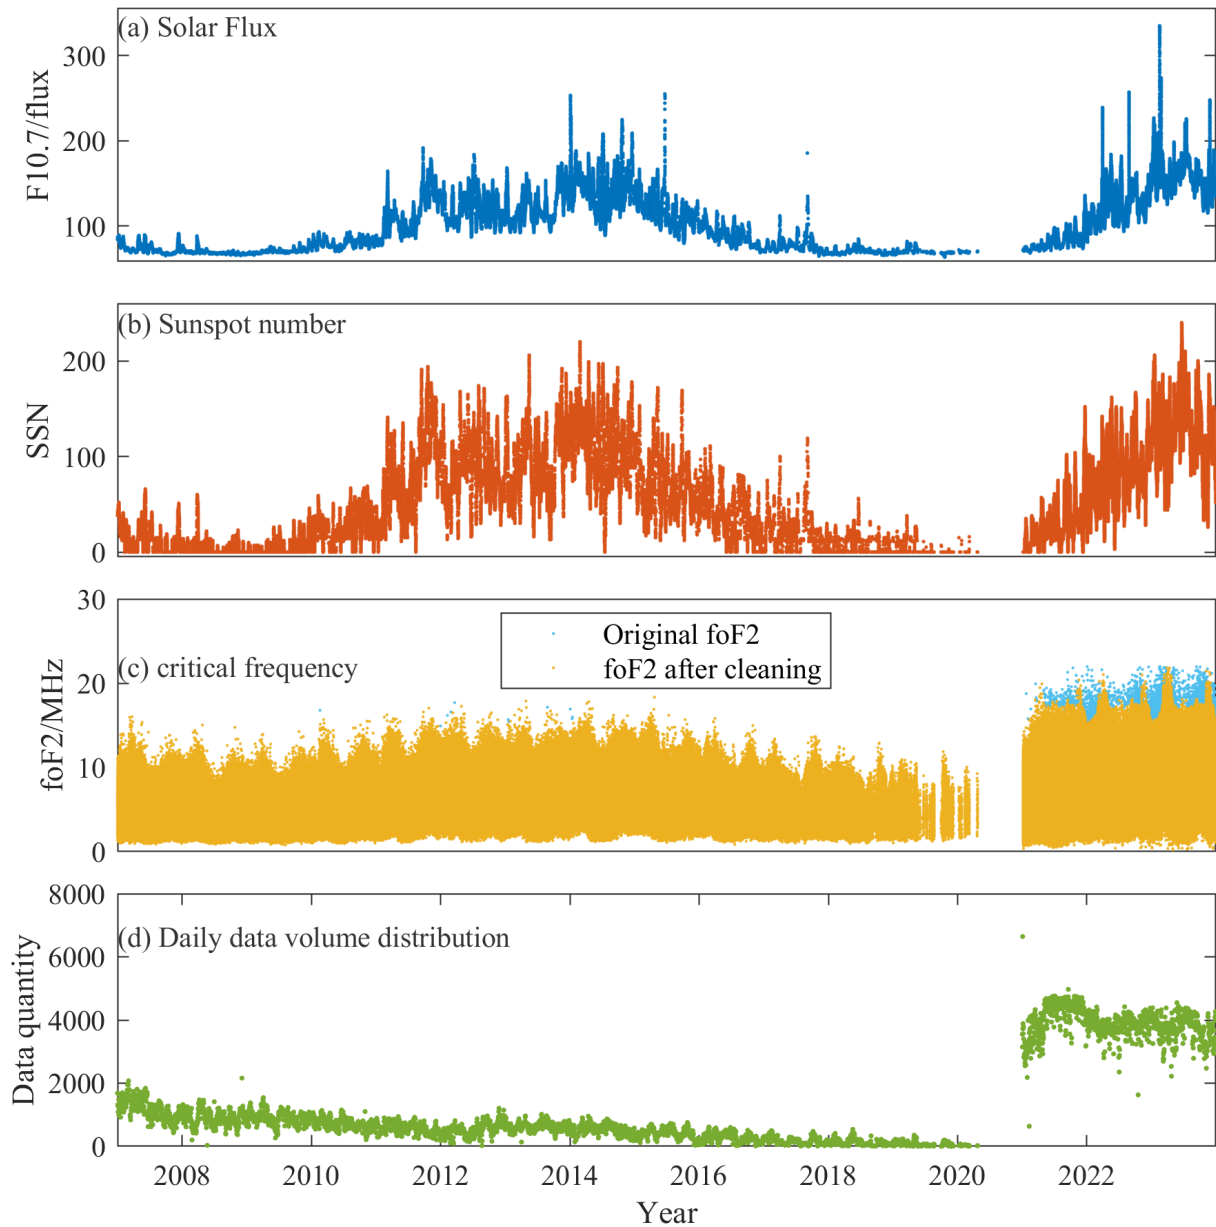 (a) Solar Flux
F10.7/flux
300
200
100
(b) Sunspot number
SSN
200
100
0
30
Original foF2
foF2 after cleaning
(c) critical frequency
foF2/MHz
20
10
0
8000
(d) Daily data volume distribution
Data quantity
6000
4000
2000
0
2008 2010 2012 2014 2016 2018 2020 2022
Year